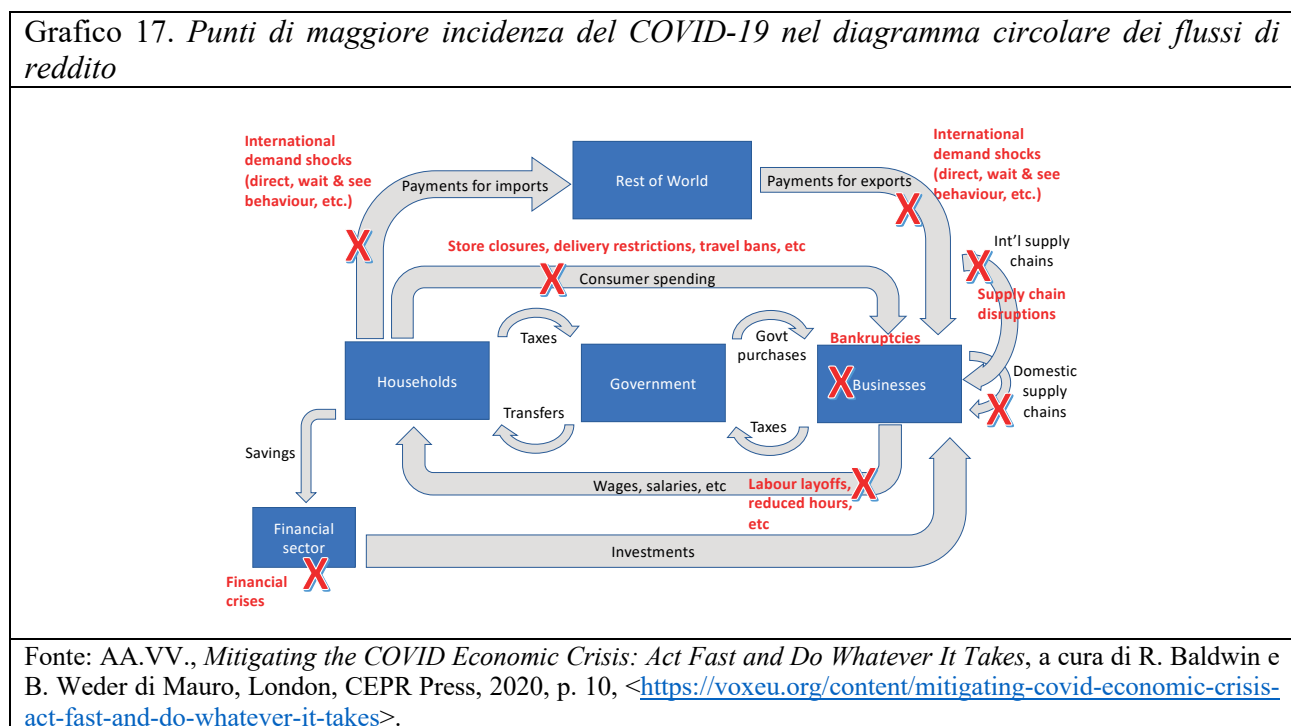 Grafico 17. Punti di maggiore incidenza del COVID-19 nel diagramma circolare dei flussi di
reddito
International
demand shocks
(direct, wait & see
behaviour, etc.)
Payments for imports
Rest of World
Payments for exports
International
demand shocks
(direct, wait & see
behaviour, etc.)
X
X
Store closures, delivery restrictions, travel bans, etc
X
Consumer spending
Int'l supply
chains
X
Supply chain
disruptions
Taxes
Govt
purchases
Bankruptcies
Households
Government
X
Businesses
Domestic
supply
chains
X
Transfers
Taxes
Savings
Wages, salaries, etc
Labour layoffs,
reduced hours,
etc
X
Financial
sector
X
Financial
crises
Investments
Fonte: AA.VV., Mitigating the COVID Economic Crisis: Act Fast and Do Whatever It Takes, a cura di R. Baldwin e
B. Weder di Mauro, London, CEPR Press, 2020, p. 10, <https://voxeu.org/content/mitigating-covid-economic-crisis-
act-fast-and-do-whatever-it-takes>.